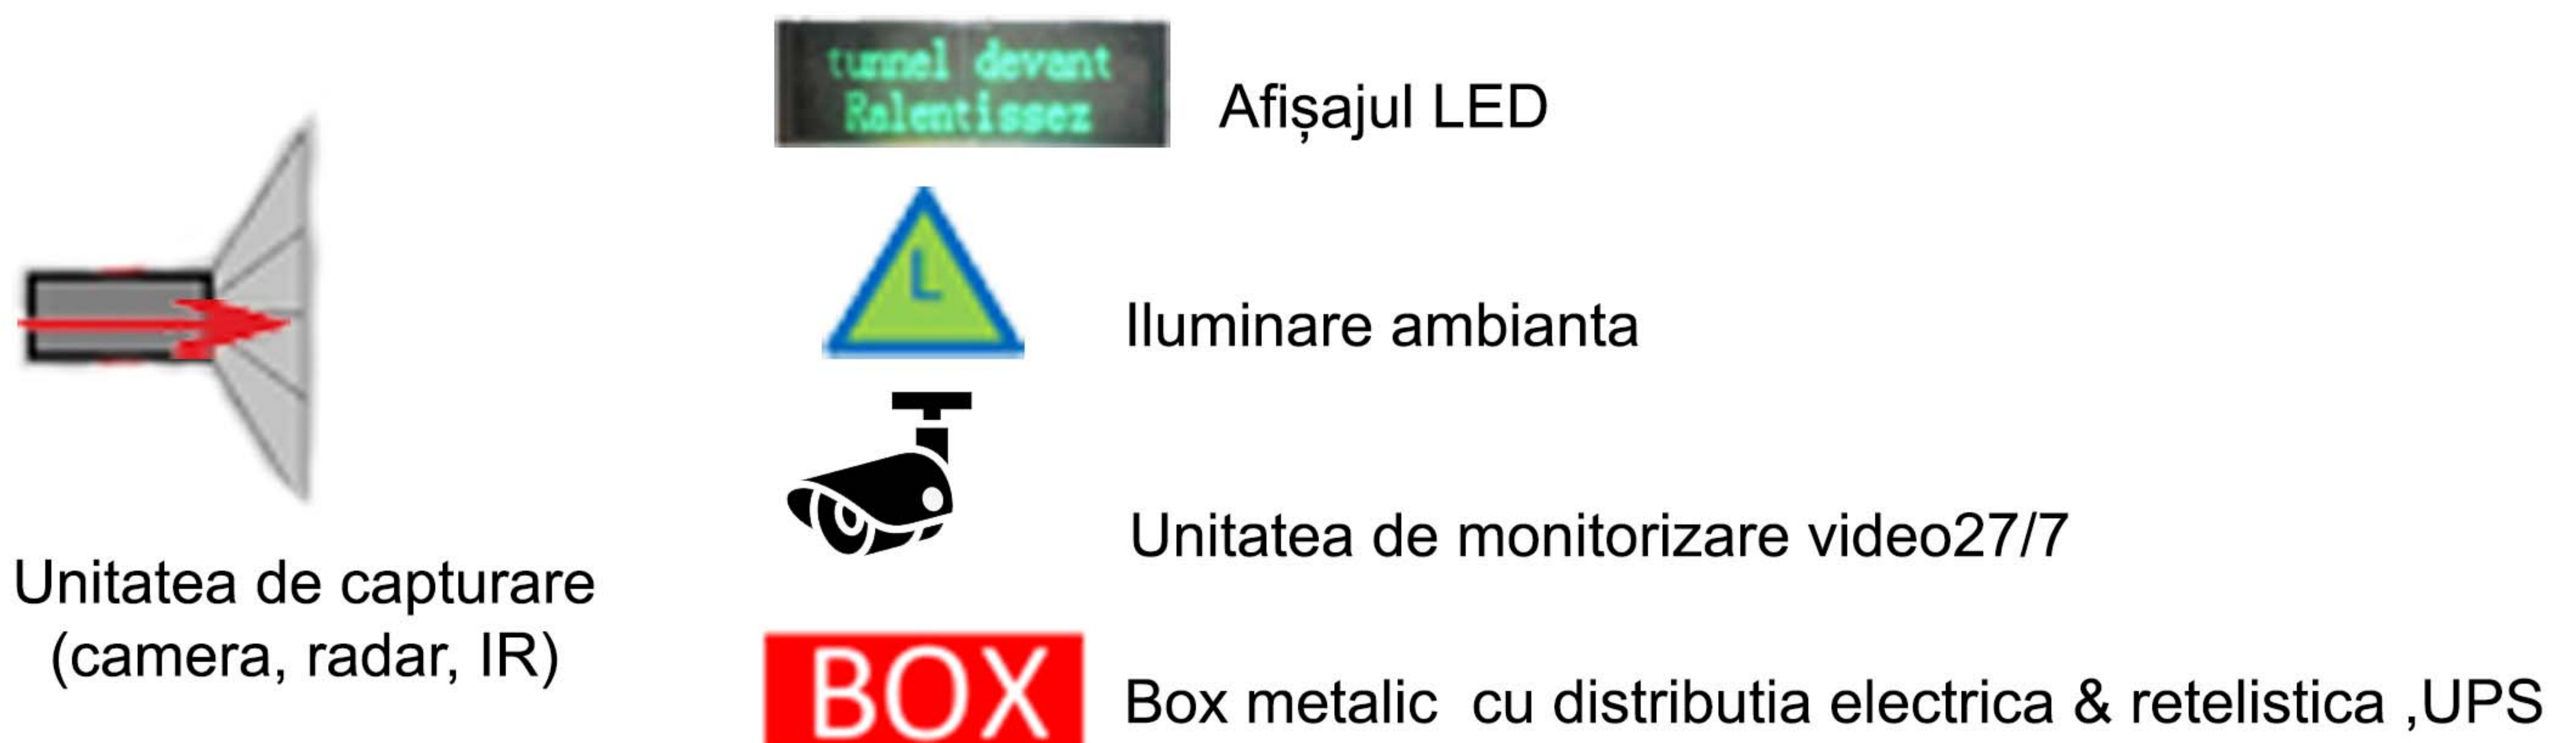 tunnel devant
Ralentissez
Afișajul LED
L
Iluminare ambianta
Unitatea de monitorizare video27/7
Unitatea de capturare
(camera, radar, IR)
BOX
Box metalic  cu distributia electrica & retelistica ,UPS